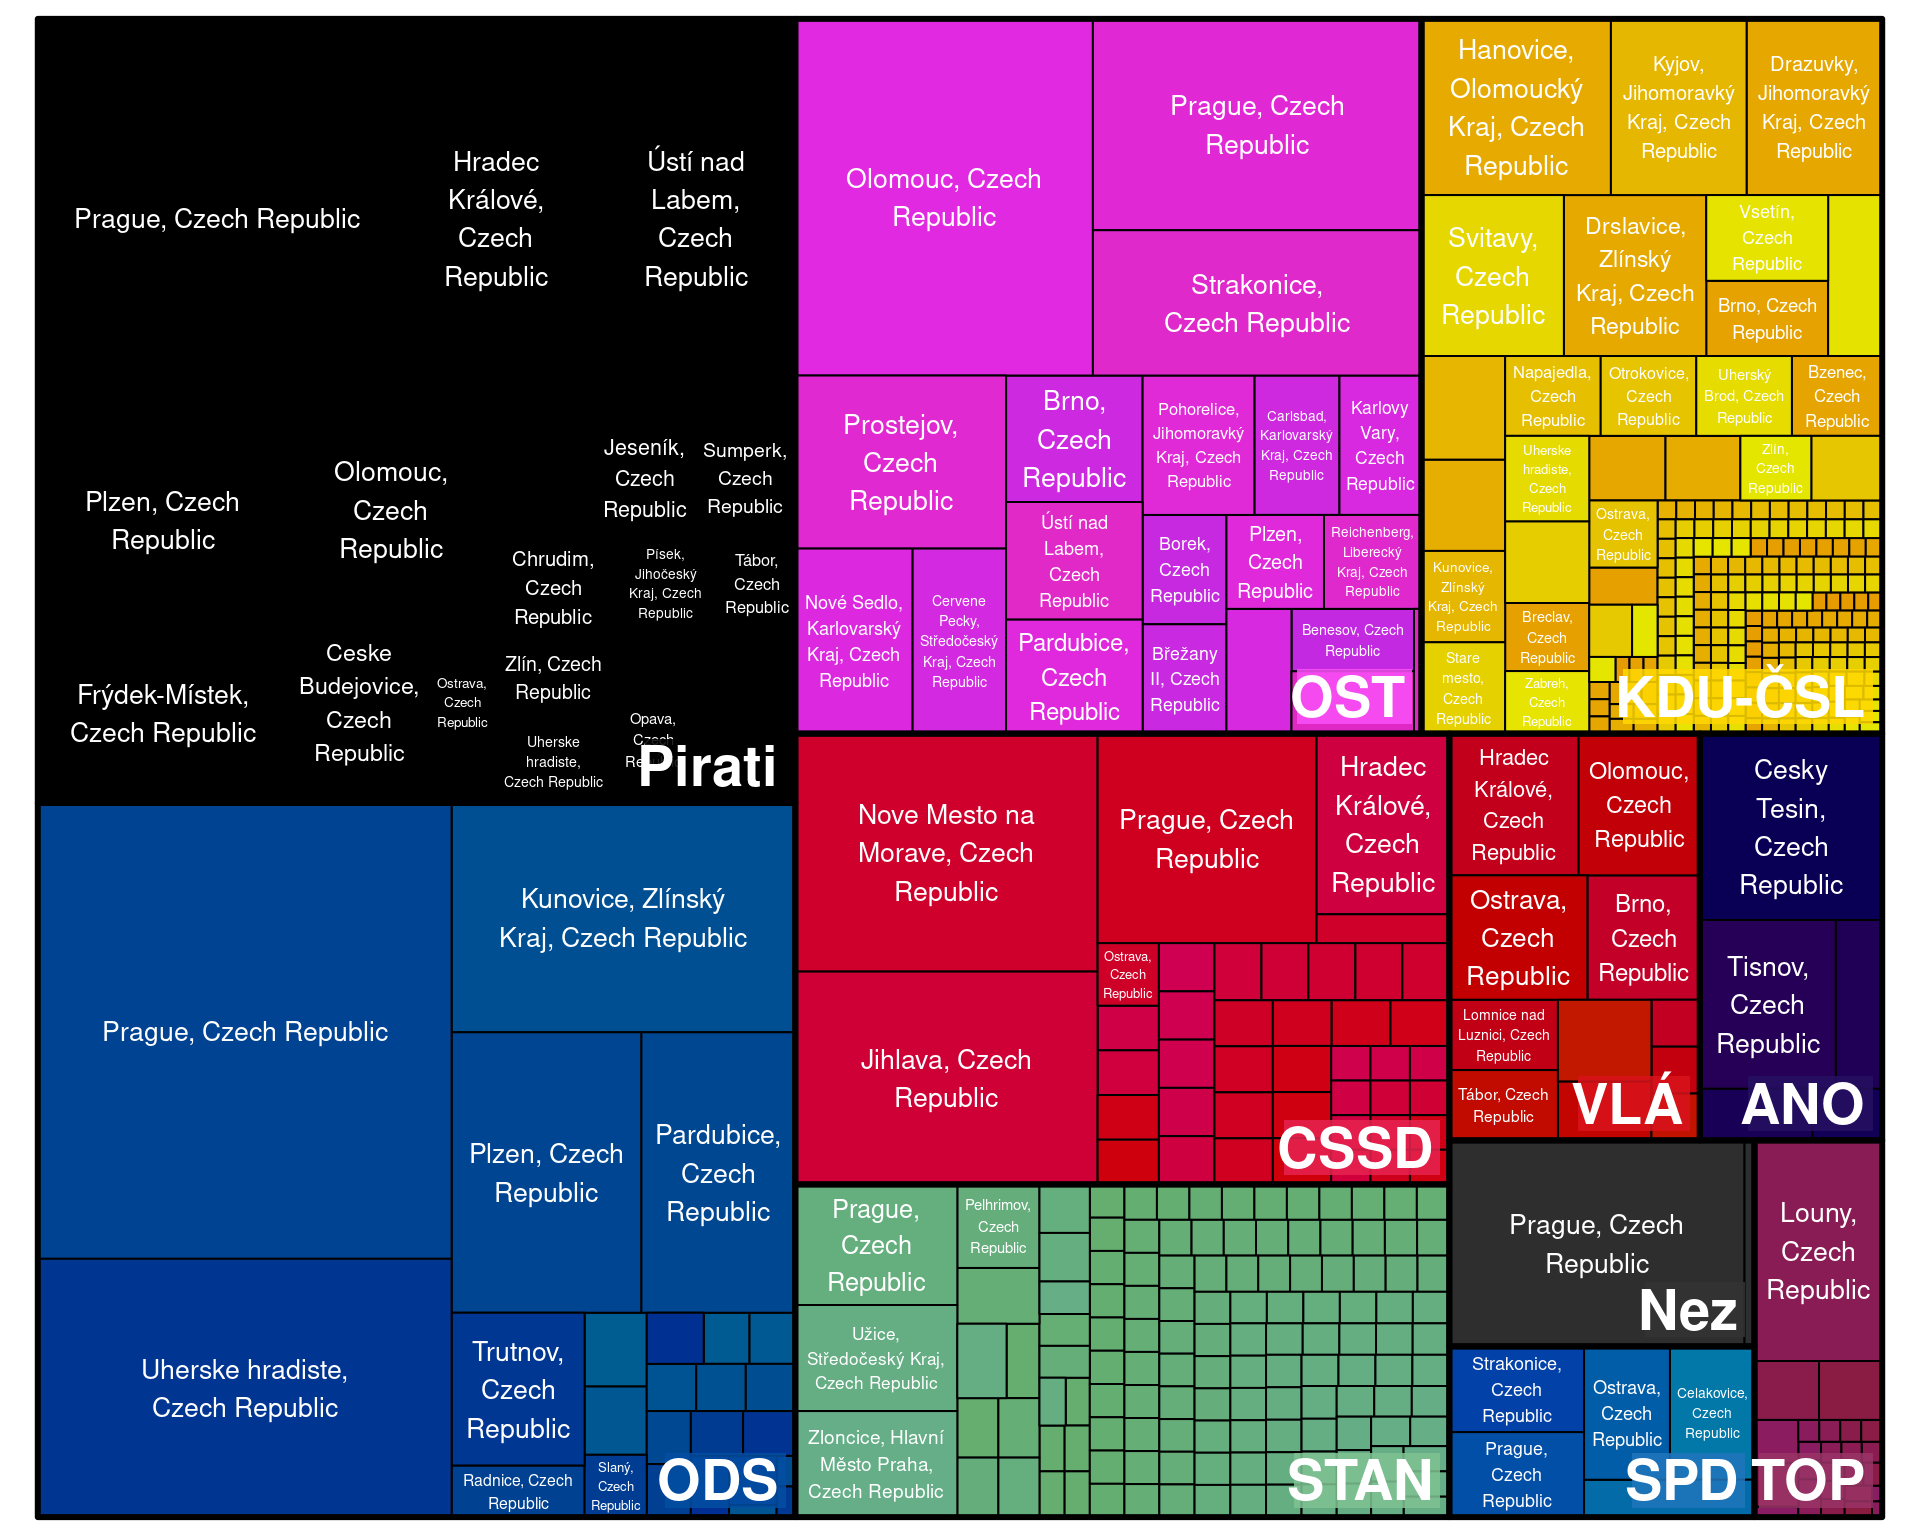 Prague, Czech Republic
Hradec
Králové,
Czech
Republic
Ústí nad
Labem,
Czech
Republic
Plzen, Czech
Republic
Olomouc,
Czech
Republic
Jeseník,
Czech
Republic
Sumperk,
Czech
Republic
Chrudim,
Czech
Republic
Písek,
Jihočeský
Kraj, Czech
Republic
Tábor,
Czech
Republic
Frýdek-Místek,
Czech Republic
Ceske
Budejovice,
Czech
Republic
Ostrava,
Czech
Republic
Zlín, Czech
Republic
Uherske
hradiste,
Czech Republic
Opava,
Czech
Pirati
Olomouc, Czech
Republic
Prague, Czech
Republic
Strakonice,
Czech Republic
Prostejov,
Czech
Republic
Brno,
Czech
Republic
Pohorelice,
Jihomoravký
Kraj, Czech
Republic
Carlsbad,
Karlovarský
Kraj, Czech
Republic
Karlovy
Vary,
Czech
Republic
Ústí nad
Labem,
Czech
Republic
Borek,
Czech
Republic
Plzen,
Czech
Republic
Reichenberg,
Liberecký
Kraj, Czech
Republic
Nové Sedlo,
Karlovarský
Kraj, Czech
Republic
Cervene
Pecky,
Středočeský
Kraj, Czech
Republic
Pardubice,
Czech
Republic
Břežany
II, Czech
Republic
Benesov, Czech
Republic
OST
Hanovice,
Olomoucký
Kraj, Czech
Republic
Kyjov,
Jihomoravký
Kraj, Czech
Republic
Drazuvky,
Jihomoravký
Kraj, Czech
Republic
Svitavy,
Czech
Republic
Drslavice,
Zlínský
Kraj, Czech
Republic
Vsetín,
Czech
Republic
Brno, Czech
Republic
Napajedla,
Czech
Republic
Otrokovice,
Czech
Republic
Uherský
Brod, Czech
Republic
Bzenec,
Czech
Republic
Uherske
hradiste,
Czech
Republic
Zlín,
Czech
Republic
Ostrava,
Czech
Republic
Kunovice,
Zlínský
Kraj, Czech
Republic
Breclav,
Czech
Republic
Stare
mesto,
Czech
Republic
Zabreh,
Czech
Republic
KDU-ČSL
Prague, Czech Republic
Kunovice, Zlínský
Kraj, Czech Republic
Plzen, Czech
Republic
Pardubice,
Czech
Republic
Uherske hradiste,
Czech Republic
Trutnov,
Czech
Republic
Radnice, Czech
Republic
Slaný,
Czech
Republic
ODS
Nove Mesto na
Morave, Czech
Republic
Prague, Czech
Republic
Hradec
Králové,
Czech
Republic
Jihlava, Czech
Republic
Ostrava,
Czech
Republic
CSSD
Hradec
Králové,
Czech
Republic
Olomouc,
Czech
Republic
Ostrava,
Czech
Republic
Brno,
Czech
Republic
Lomnice nad
Luznici, Czech
Republic
Tábor, Czech
Republic
VLÁ
Cesky
Tesin,
Czech
Republic
Tisnov,
Czech
Republic
ANO
Prague,
Czech
Republic
Pelhrimov,
Czech
Republic
Užice,
Středočeský Kraj,
Czech Republic
Zloncice, Hlavní
Město Praha,
Czech Republic
STAN
Prague, Czech
Republic
Nez
Strakonice,
Czech
Republic
Ostrava,
Czech
Republic
Celakovice,
Czech
Republic
Prague,
Czech
Republic
SPD
Louny,
Czech
Republic
TOP